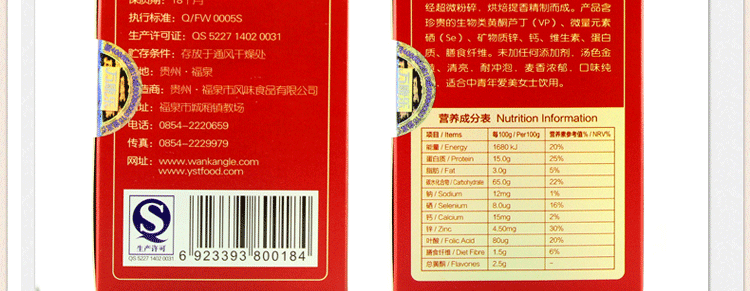 保质期：18个月
执行标准：Q/FW 0005S
生产许可证：QS 5227 1402 0031
贮存条件：存放于通风干燥处
地：贵州·福泉
造商：贵州·福泉市风味食品有限公司
址：福泉市城厢镇教场
电话：0854-2220659
传真：0854-2229979
网址：www.wankangle.com
www.ystfood.com
QS
生产许可
QS 5227 1402 0031
6 923393 800184
经超微粉碎，烘焙提香精制而成。产品含
珍贵的生物类黄酮芦丁（VP）、微量元素
硒（Se）、矿物质锌、钙、维生素、蛋白
质、膳食纤维。未加任何添加剂，汤色金
、清亮，耐冲泡，麦香浓郁，口味纯
，适合中青年爱美女士饮用。
营养成分表 Nutrition Information
项目 / Items 每100g / Per100g 营养素参考值% / NRV%
能量 / Energy 1680 kJ 20%
蛋白质 / Protein 15.0g 25%
脂肪 / Fat 3.0g 5%
碳水化合物 / Carbohydrate 65.0g 22%
钠 / Sodium 12mg 1%
硒 / Selenium 8.0ug 16%
钙 / Calcium 15mg 2%
锌 / Zinc 4.50mg 30%
叶酸 / Folic Acid 80ug 20%
膳食纤维 / Diet Fibre 1.5g 6%
总黄酮 / Flavones 2.5g –